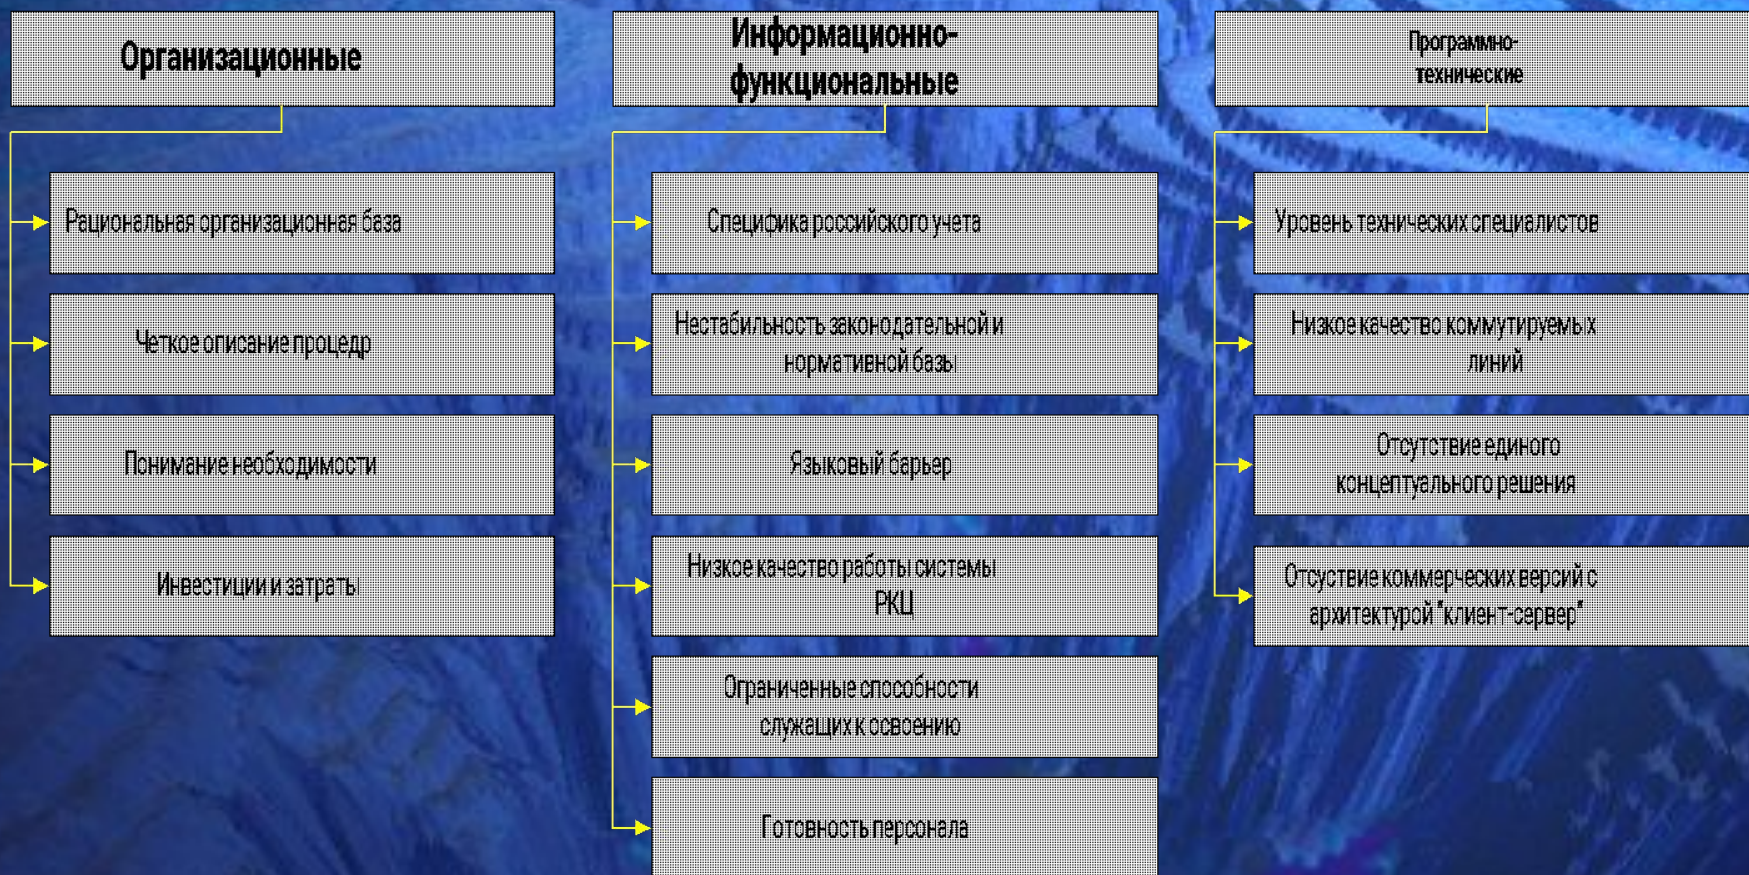 Организационные
Рациональная организационная база
Четкое описание процедр
Понимание необходимости
Инвестиции и затраты
Информационно-
функциональные
Специфика российского учета
Нестабильность законодательной и
нормативной базы
Языковый барьер
Низкое качество работы системы
РКЦ
Ограниченные способности
служащих к освоению
Готовность персонала
Программно-
технические
Уровень технических специалистов
Низкое качество коммутируемых
линий
Отсутствие единого
концептуального решения
Отсуствие коммерческих версий с
архитектурой "клиент-сервер"